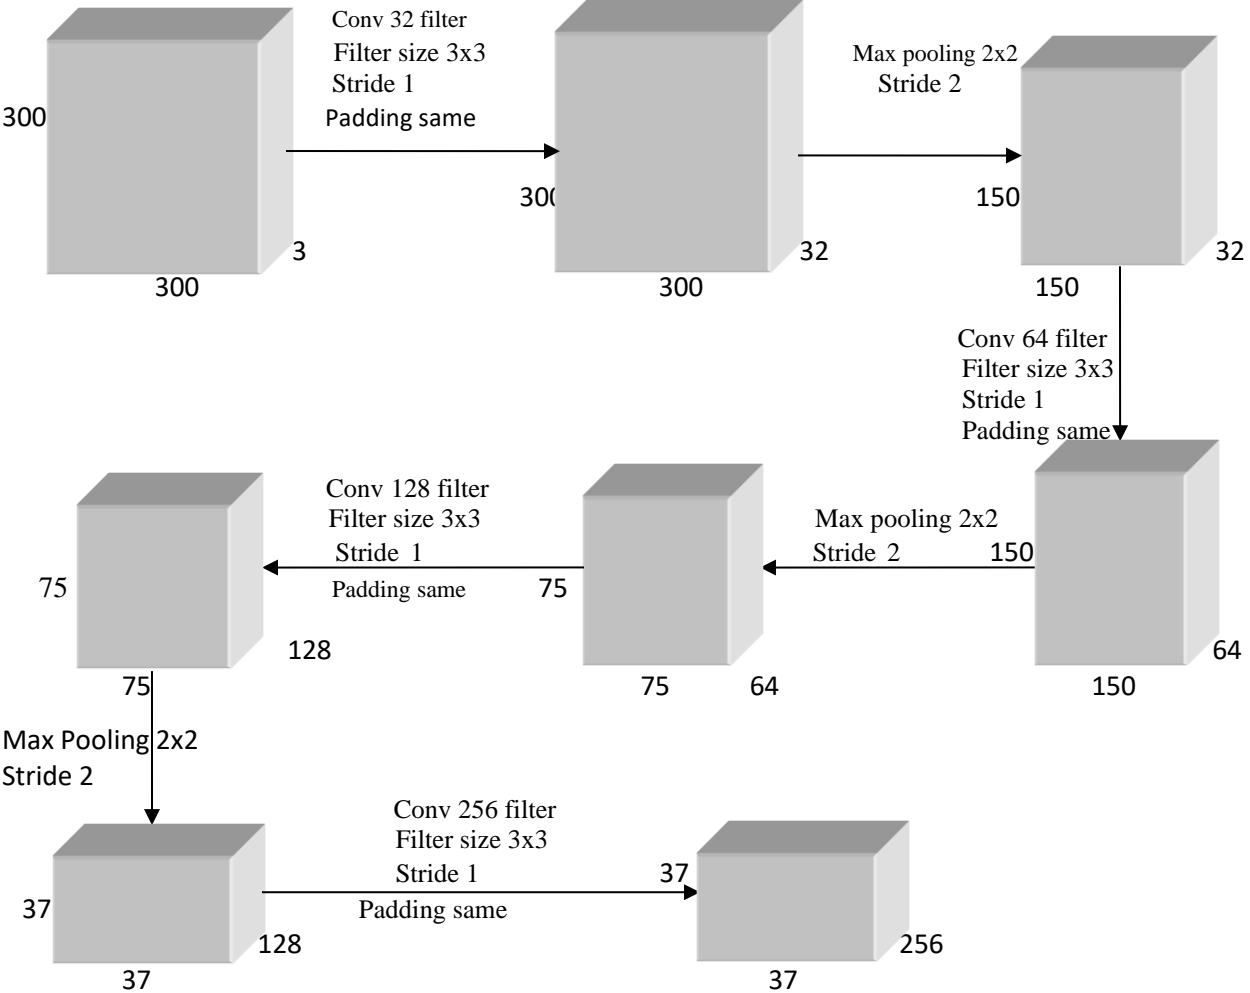 Conv 32 filter
Filter size 3x3
Stride 1
Padding same
300
3
300
Max pooling 2x2
Stride 2
300
32
300
150
32
150
Conv 64 filter
Filter size 3x3
Stride 1
Padding same
150
64
150
Max pooling 2x2
Stride 2
75
75
64
Conv 128 filter
Filter size 3x3
Stride 1
Padding same
75
128
75
Max Pooling 2x2
Stride 2
37
128
37
Conv 256 filter
Filter size 3x3
Stride 1
Padding same
37
256
37